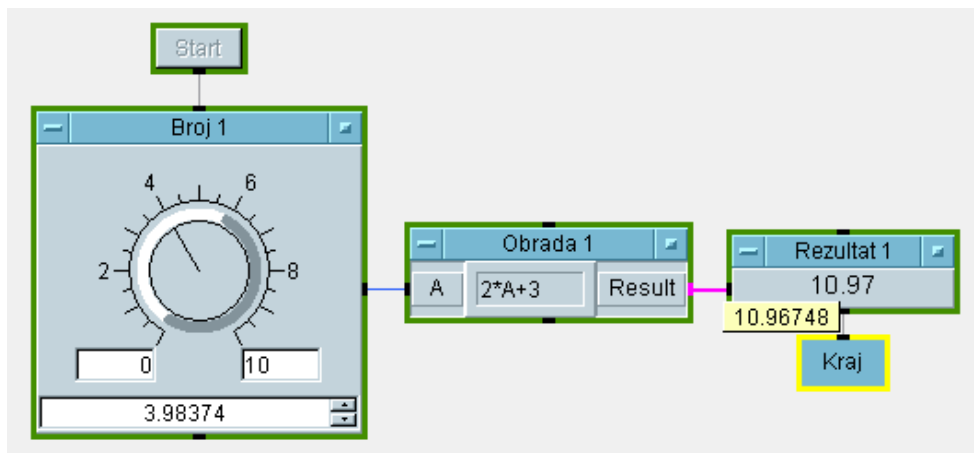 Start
Broj 1
4 6
2 8
0 10
3.98374
Obrada 1
A 2*A+3 Result
Rezultat 1
10.97
10.96748
Kraj